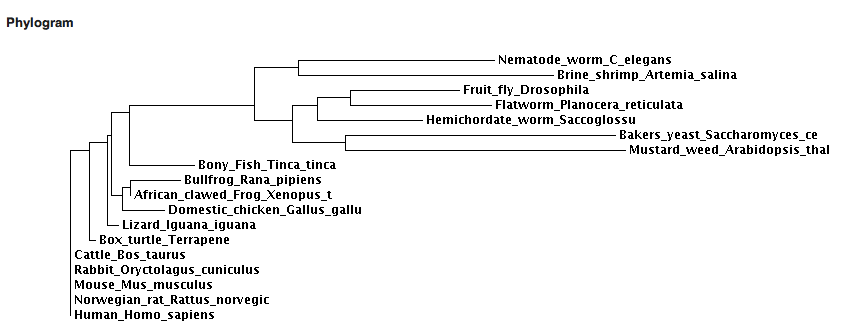 Phylogram
Nematode_worm_C_elegans
Brine_shrimp_Artemia_salina
Fruit_fly_Drosophila
Flatworm_Planocera_reticulata
Hemichordate_worm_Saccoglossu
Bakers_yeast_Saccharomyces_ce
Mustard_weed_Arabidopsis_thal
Bony_Fish_Tinca_tinca
Bullfrog_Rana_pipiens
African_clawed_Frog_Xenopus_t
Domestic_chicken_Gallus_gallu
Lizard_Iguana_iguana
Box_turtle_Terrapene
Cattle_Bos_taurus
Rabbit_Oryctolagus_cuniculus
Mouse_Mus_musculus
Norwegian_rat_Rattus_norvegic
Human_Homo_sapiens